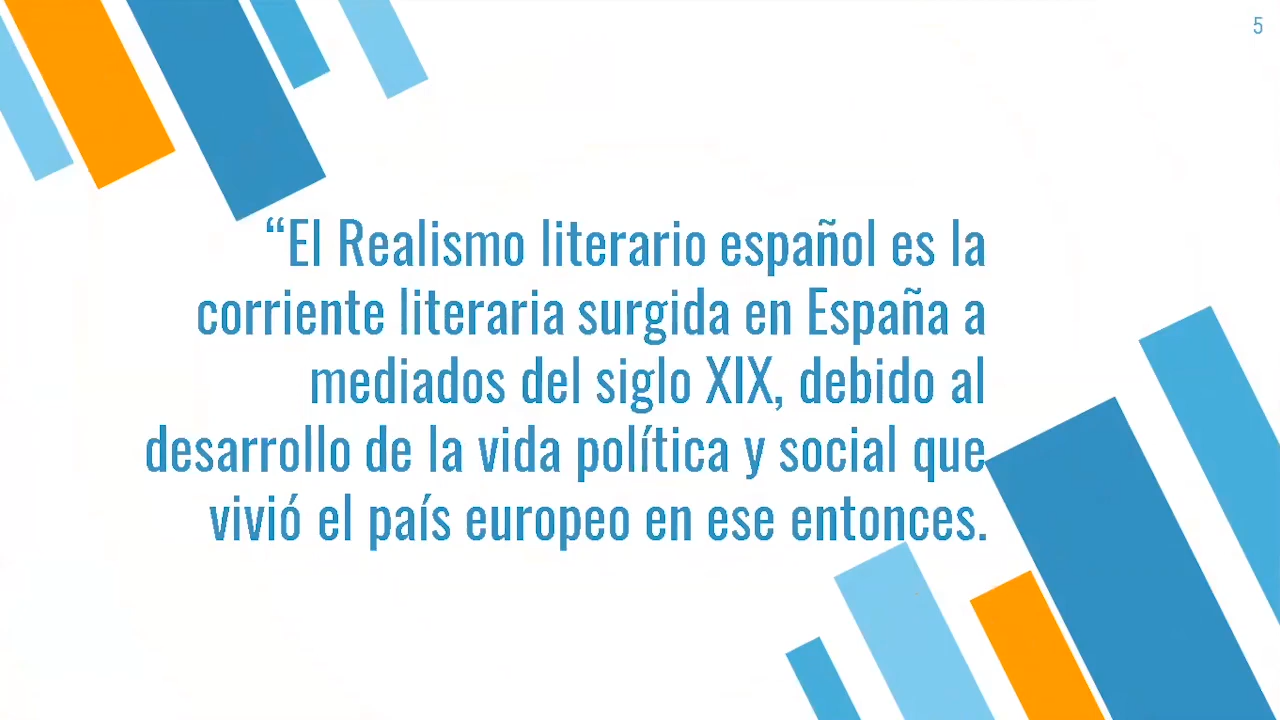 5
“El Realismo literario español es la
corriente literaria surgida en España a
mediados del siglo XIX, debido al
desarrollo de la vida política y social que
vivió el país europeo en ese entonces.